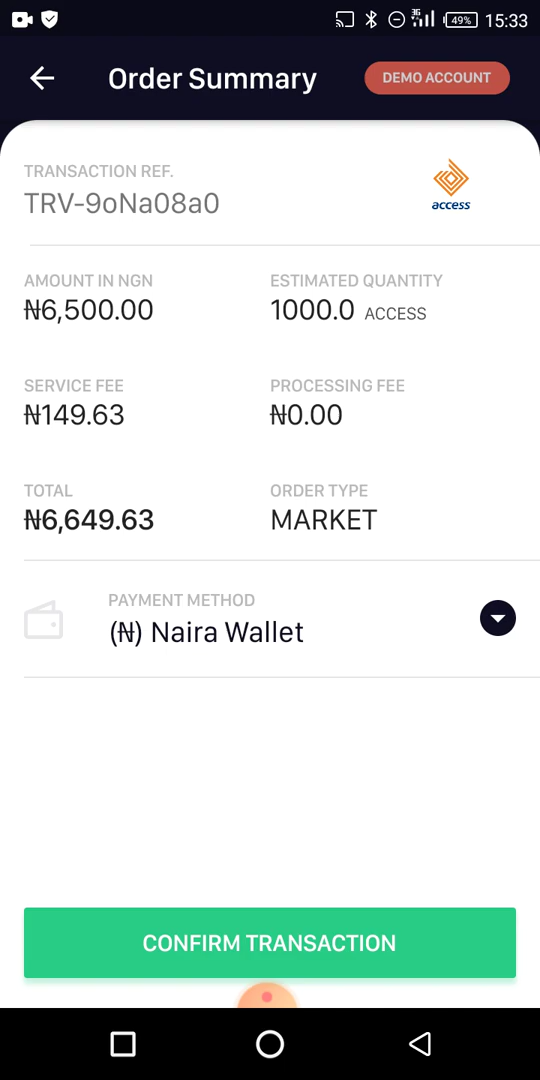 49% 15:33
Order Summary DEMO ACCOUNT
TRANSACTION REF.
TRV-9oNa08a0
access
AMOUNT IN NGN ESTIMATED QUANTITY
₦6,500.00 1000.0 ACCESS
SERVICE FEE PROCESSING FEE
₦149.63 ₦0.00
TOTAL ORDER TYPE
₦6,649.63 MARKET
PAYMENT METHOD
(₦) Naira Wallet
CONFIRM TRANSACTION